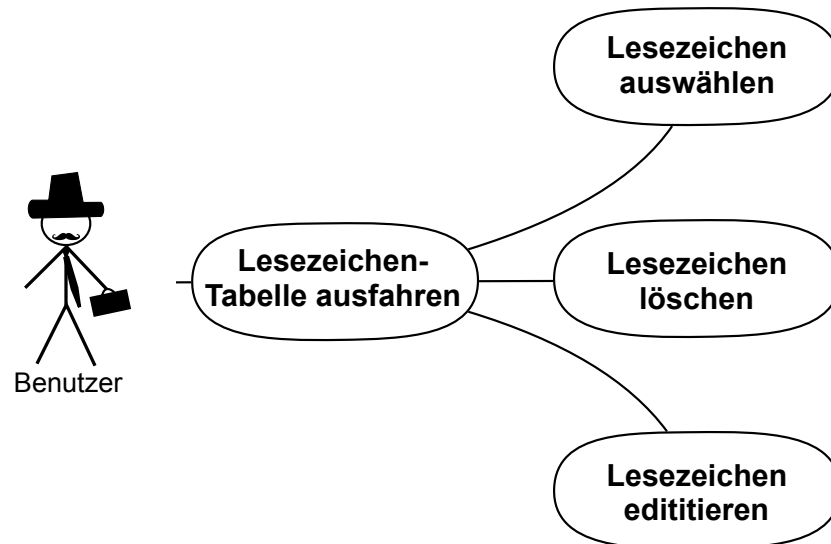 Lesezeichen
auswählen
Benutzer
Lesezeichen-
Tabelle ausfahren
Lesezeichen
löschen
Lesezeichen
edititieren